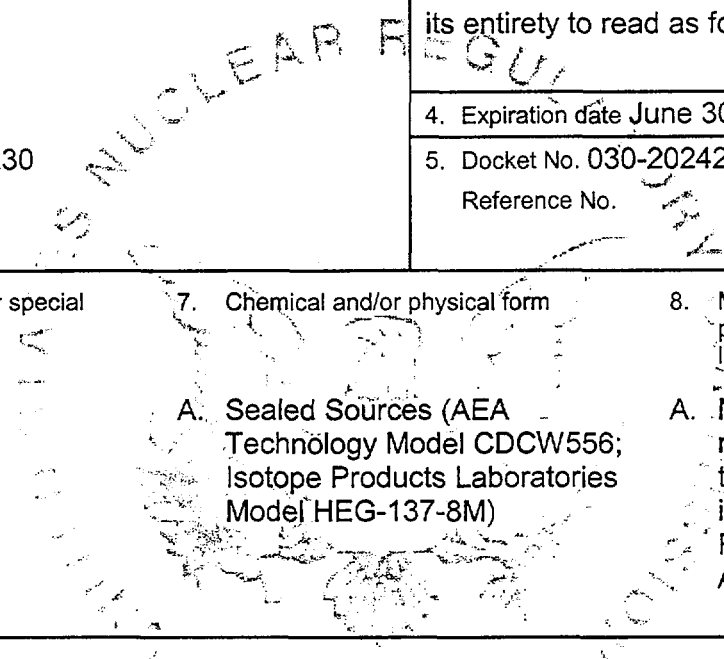 its entirety to read as fo
NUCLEAR REGU
4. Expiration date June 30
30
5. Docket No. 030-20242
Reference No.
r special
7. Chemical and/or physical form
8.
A. Sealed Sources (AEA
Technology Model CDCW556;
Isotope Products Laboratories
Model HEG-137-8M)
A.